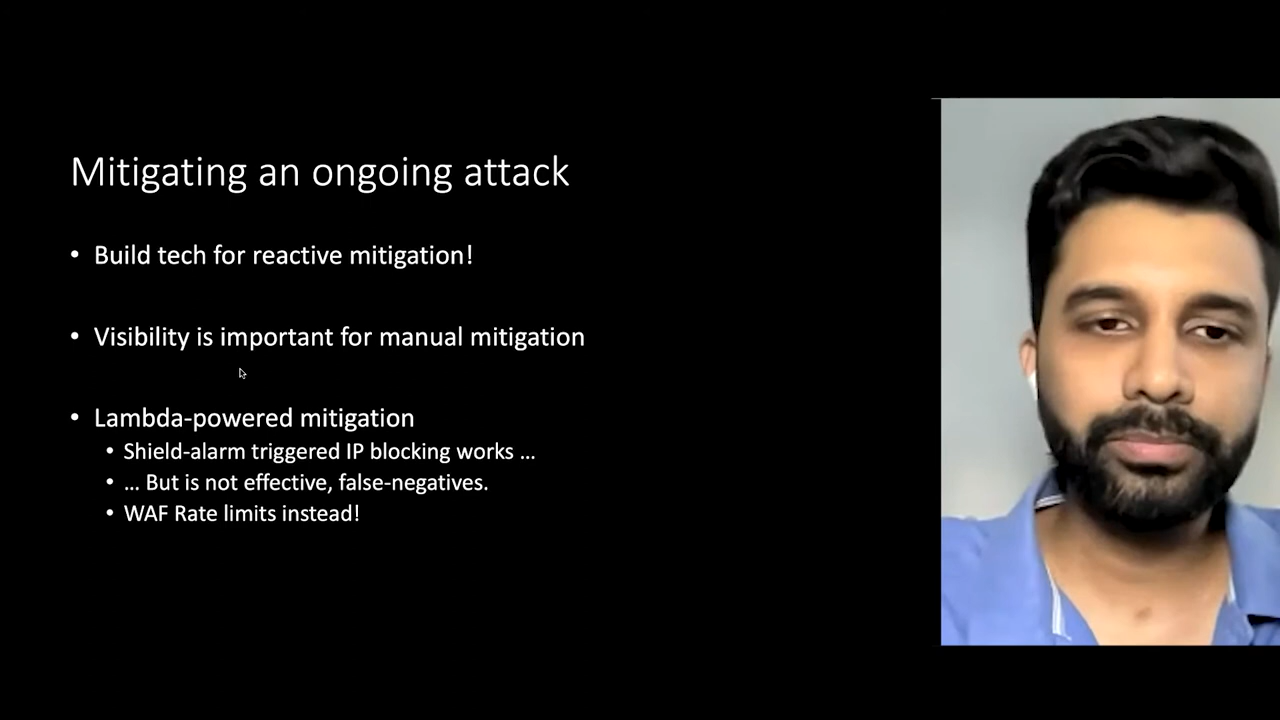 Mitigating an ongoing attack
• Build tech for reactive mitigation!
• Visibility is important for manual mitigation
• Lambda-powered mitigation
• Shield-alarm triggered IP blocking works ...
• ... But is not effective, false-negatives.
• WAF Rate limits instead!